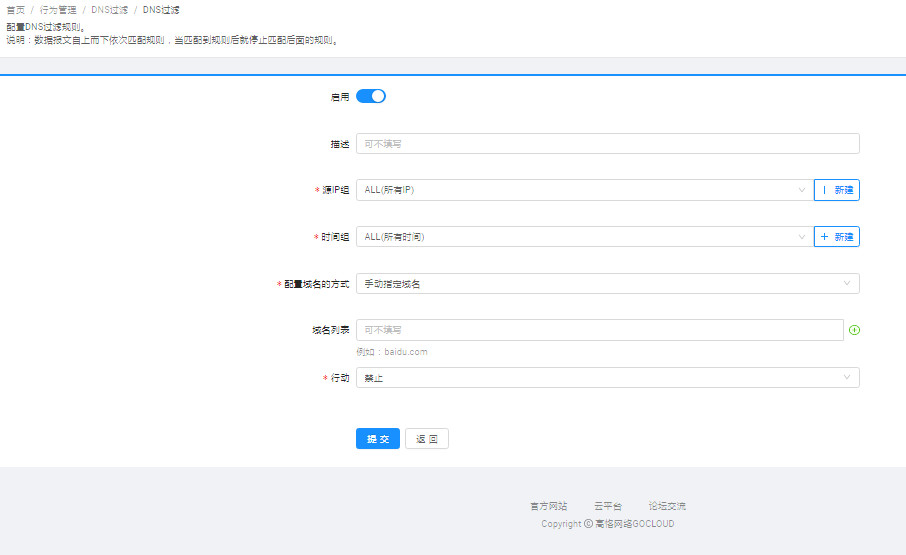 首页 / 行为管理 / DNS过滤 / DNS过滤
配置DNS过滤规则。
说明：数据报文自上而下依次匹配规则，当匹配到规则后就停止匹配后面的规则。
启用
描述 可不填写
* 源IP组 ALL(所有IP) 新建
* 时间组 ALL(所有时间) + 新建
* 配置域名的方式 手动指定域名
域名列表 可不填写
例如：baidu.com
* 行动 禁止
提交 返回
官方网站 云平台 论坛交流
Copyright © 高恪网络GOCLOUD